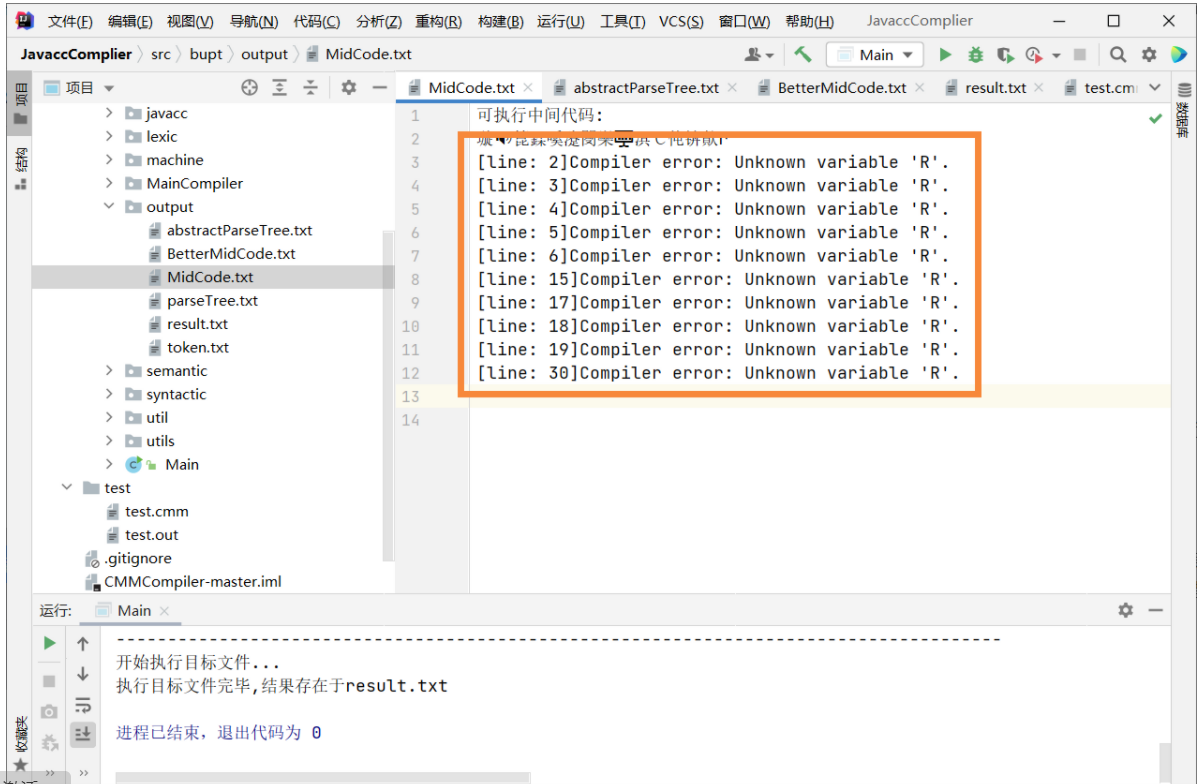 文件(F) 编辑(E) 视图(V) 导航(N) 代码(C) 分析(Z) 重构(R) 构建(B) 运行(U) 工具(T) VCS(S) 窗口(W) 帮助(H) JavaccComplier
JavaccComplier 〉 src 〉 bupt 〉 output 〉 MidCode.txt
Main
项目
结构
收藏夹
数据库
项目
javacc
lexic
machine
MainCompiler
output
abstractParseTree.txt
BetterMidCode.txt
MidCode.txt
parseTree.txt
result.txt
token.txt
semantic
syntactic
util
utils
Main
test
test.cmm
test.out
.gitignore
CMMCompiler-master.iml
MidCode.txt abstractParseTree.txt BetterMidCode.txt result.txt test.cm
1 可执行中间代码:
2
3 [line: 2]Compiler error: Unknown variable 'R'.
4 [line: 3]Compiler error: Unknown variable 'R'.
5 [line: 4]Compiler error: Unknown variable 'R'.
6 [line: 5]Compiler error: Unknown variable 'R'.
7 [line: 6]Compiler error: Unknown variable 'R'.
8 [line: 15]Compiler error: Unknown variable 'R'.
9 [line: 17]Compiler error: Unknown variable 'R'.
10 [line: 18]Compiler error: Unknown variable 'R'.
11 [line: 19]Compiler error: Unknown variable 'R'.
12 [line: 30]Compiler error: Unknown variable 'R'.
13
14
运行: Main
--------------------------------------------------------------------------------------
开始执行目标文件...
执行目标文件完毕,结果存在于result.txt
进程已结束，退出代码为 0